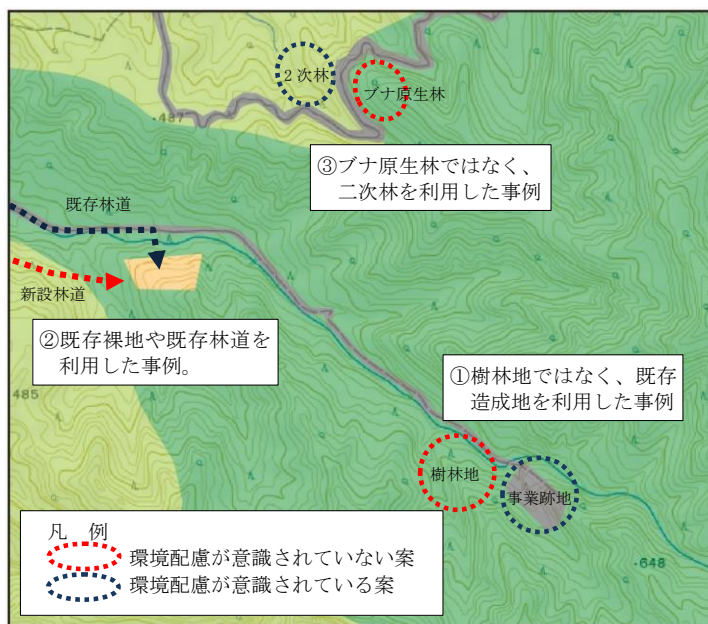 2次林
ブナ原生林
・487
③ブナ原生林ではなく、
二次林を利用した事例
既存林道
新設林道
②既存裸地や既存林道を
利用した事例。
485
①樹林地ではなく、既存
造成地を利用した事例
樹林地
事業跡地
・648
凡 例
環境配慮が意識されていない案
環境配慮が意識されている案